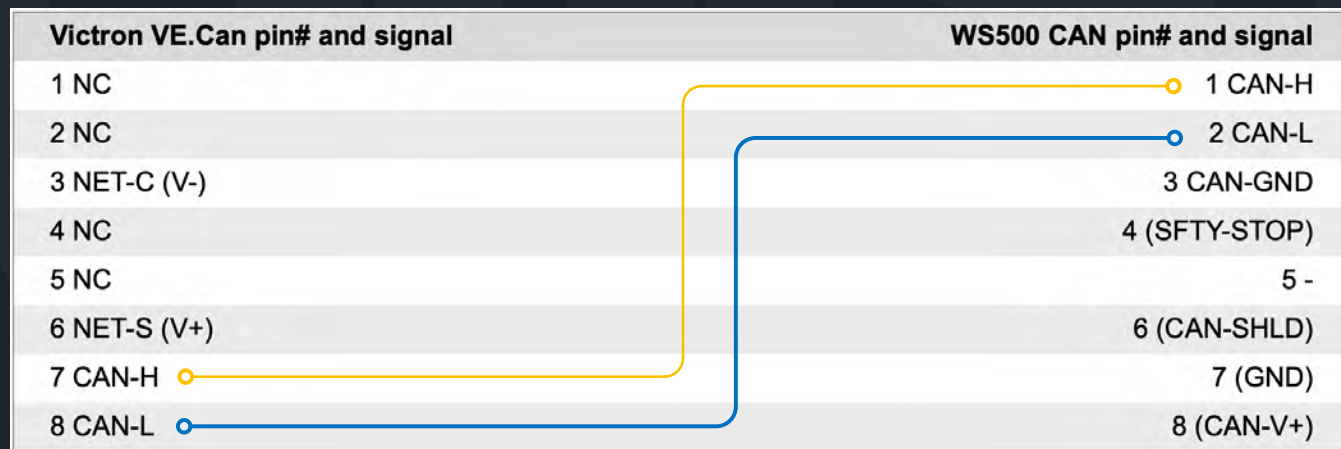 Victron VE.Can pin# and signal WS500 CAN pin# and signal
1 NC 1 CAN-H
2 NC 2 CAN-L
3 NET-C (V-) 3 CAN-GND
4 NC 4 (SFTY-STOP)
5 NC 5 -
6 NET-S (V+) 6 (CAN-SHLD)
7 CAN-H 7 (GND)
8 CAN-L 8 (CAN-V+)